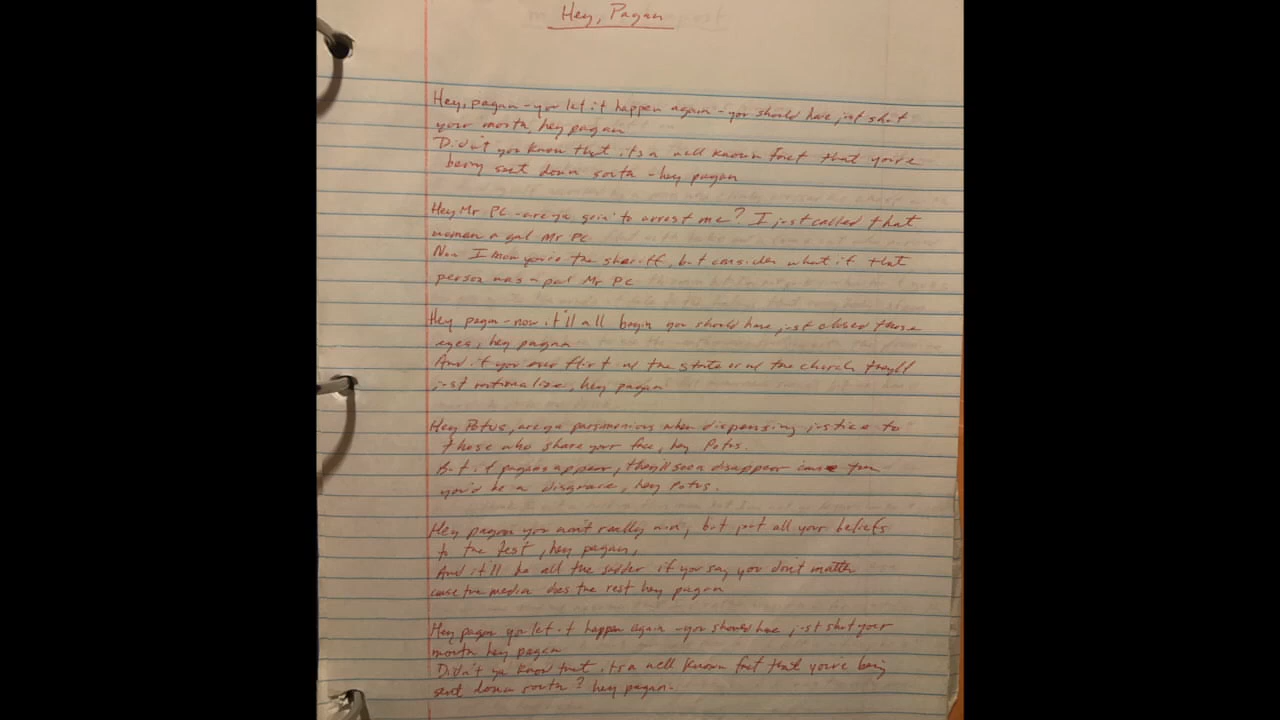 Hey, Pagan
Hey, pagan - you let it happen again - you should have just shut
your mouth, hey pagan
Didn't you know that it's a well known fact that you're
being sent down south - hey pagan
Hey Mr PC - are ya goin' to arrest me? I just called that
woman a gal Mr PC
Now I know you're the sheriff, but consider what if that
person was a pal Mr PC
Hey pagan - now it'll all begin you should have just closed those
eyes, hey pagan
And if you ever flirt w/ the state or w/ the church they'll
just rationalize, hey pagan
Hey Potus, are ya parsimonious when dispensing justice to
those who share your face, hey Potus.
But if pagans appear, they'll soon disappear cause
you'd be a disgrace, hey Potus.
Hey pagan you won't really win, but put all your beliefs
to the test, hey pagan,
And it'll be all the sadder if you say you don't matter
cause the media does the rest hey pagan
Hey pagan you let it happen again - you should have just shut your
mouth hey pagan
Didn't ya know that it's a well known fact that you're being
sent down south? hey pagan.